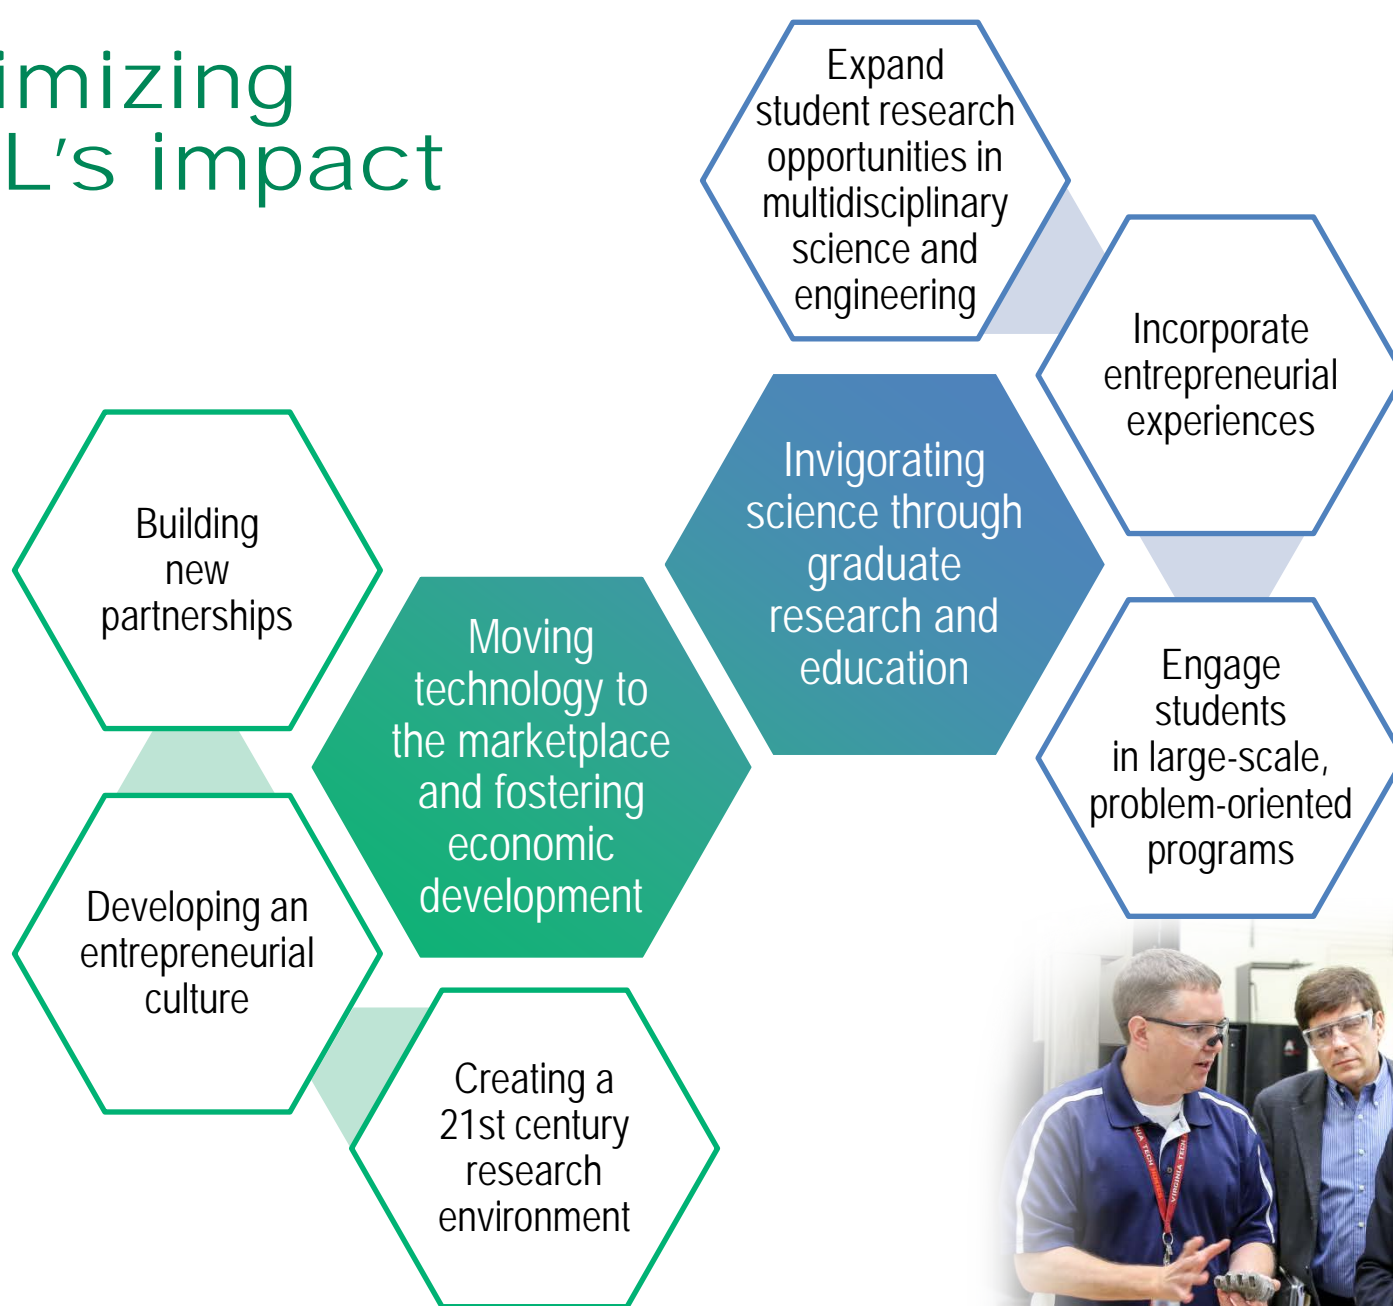 imizing
L's impact
Expand
student research
opportunities in
multidisciplinary
science and
engineering
Incorporate
entrepreneurial
experiences
Invigorating
science through
graduate
research and
education
Engage
students
in large-scale,
problem-oriented
programs
Building
new
partnerships
Moving
technology to
the marketplace
and fostering
economic
development
Developing an
entrepreneurial
culture
Creating a
21st century
research
environment
VIRGINIA TECH